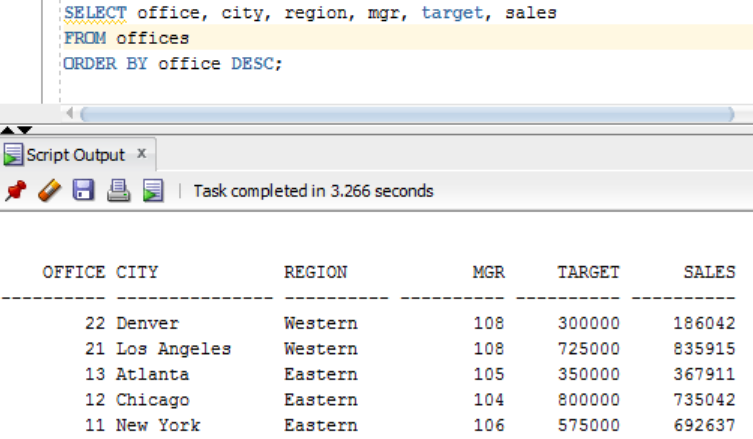 SELECT office, city, region, mgr, target, sales
FROM offices
ORDER BY office DESC;
Script Output x
Task completed in 3.266 seconds
OFFICE CITY REGION MGR TARGET SALES
---------- --------------- ---------- ---------- ---------- ----------
22 Denver Western 108 300000 186042
21 Los Angeles Western 108 725000 835915
13 Atlanta Eastern 105 350000 367911
12 Chicago Eastern 104 800000 735042
11 New York Eastern 106 575000 692637